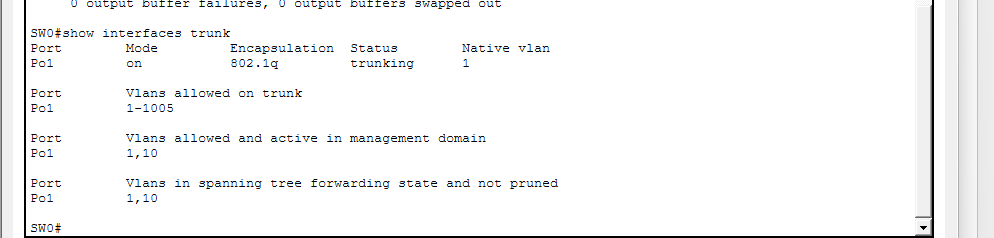 0 output buffer failures, 0 output buffers swapped out
SW0#show interfaces trunk
Port        Mode         Encapsulation  Status        Native vlan
Po1         on           802.1q         trunking      1
Port        Vlans allowed on trunk
Po1         1-1005
Port        Vlans allowed and active in management domain
Po1         1,10
Port        Vlans in spanning tree forwarding state and not pruned
Po1         1,10
SW0#